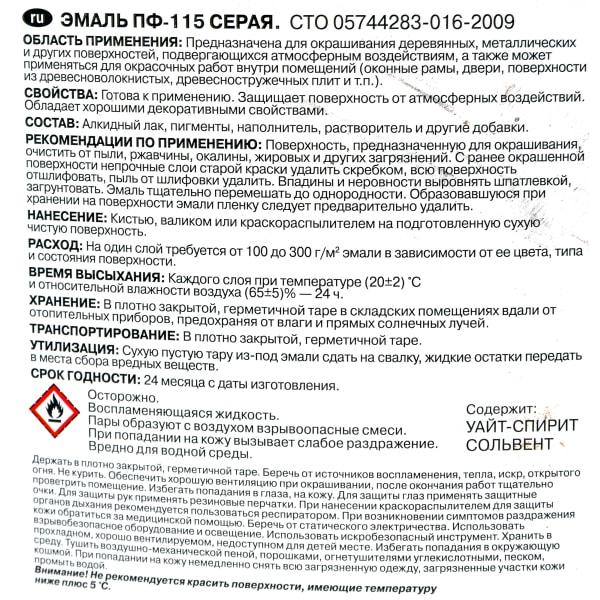 ru ЭМАЛЬ ПФ-115 СЕРАЯ. СТО 05744283-016-2009
ОБЛАСТЬ ПРИМЕНЕНИЯ: Предназначена для окрашивания деревянных, металлических
и других поверхностей, подвергающихся атмосферным воздействиям, а также может
применяться для окрасочных работ внутри помещений (оконные рамы, двери, поверхности
из древесноволокнистых, древесностружечных плит и т.п.).
СВОЙСТВА: Готова к применению. Защищает поверхность от атмосферных воздействий.
Обладает хорошими декоративными свойствами.
СОСТАВ: Алкидный лак, пигменты, наполнитель, растворитель и другие добавки.
РЕКОМЕНДАЦИИ ПО ПРИМЕНЕНИЮ: Поверхность, предназначенную для окрашивания,
очистить от пыли, ржавчины, окалины, жировых и других загрязнений. С ранее окрашенной
поверхности непрочные слои старой краски удалить скребком, всю поверхность
отшлифовать, пыль от шлифовки удалить. Впадины и неровности выровнять шпатлевкой,
загрунтовать. Эмаль тщательно перемешать до однородности. Образовавшуюся при
хранении на поверхности эмали пленку следует предварительно удалить.
НАНЕСЕНИЕ: Кистью, валиком или краскораспылителем на подготовленную сухую
чистую поверхность.
РАСХОД: На один слой требуется от 100 до 300 г/м² эмали в зависимости от ее цвета, типа
и состояния поверхности.
ВРЕМЯ ВЫСЫХАНИЯ: Каждого слоя при температуре (20±2) °С
и относительной влажности воздуха (65±5)% — 24 ч.
ХРАНЕНИЕ: В плотно закрытой, герметичной таре в складских помещениях вдали от
отопительных приборов, предохраняя от влаги и прямых солнечных лучей.
ТРАНСПОРТИРОВАНИЕ: В плотно закрытой, герметичной таре.
УТИЛИЗАЦИЯ: Сухую пустую тару из-под эмали сдать на свалку, жидкие остатки передать
в места сбора вредных веществ.
СРОК ГОДНОСТИ: 24 месяца с даты изготовления.
Осторожно.
Воспламеняющаяся жидкость.
Пары образуют с воздухом взрывоопасные смеси.
При попадании на кожу вызывает слабое раздражение.
Вредно для водной среды.
Содержит:
УАЙТ-СПИРИТ
СОЛЬВЕНТ
Держать в плотно закрытой, герметичной таре. Беречь от источников воспламенения, тепла, искр, открытого
огня. Не курить. Обеспечить хорошую вентиляцию при окрашивании, после окончания работ тщательно
проветрить помещение. Избегать попадания в глаза, на кожу. Для защиты глаз применять защитные
очки. Для защиты рук применять резиновые перчатки. При нанесении краскораспылителем для защиты
органов дыхания рекомендуется пользоваться респиратором. При возникновении симптомов раздражения
кожи обратиться за медицинской помощью. Беречь от статического электричества. Использовать
взрывобезопасное оборудование и освещение. Использовать искробезопасный инструмент. Хранить в
прохладном, хорошо вентилируемом, недоступном для детей месте. Избегать попадания в окружающую
среду. Тушить воздушно-механической пеной, порошками, огнетушителями углекислотными, песком,
кошмой. При попадании на кожу немедленно снять всю загрязненную одежду, загрязненные участки кожи
промыть водой.
Внимание! Не рекомендуется красить поверхности, имеющие температуру
ниже плюс 5 °С.